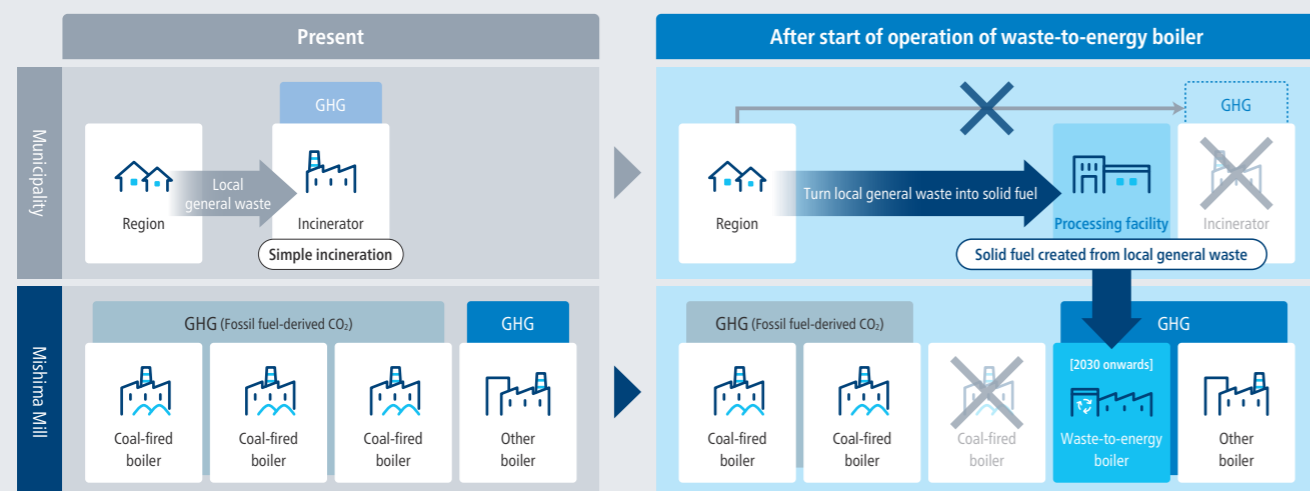 Present
After start of operation of waste-to-energy boiler
Municipality
GHG
Region
Local
general waste
Incinerator
Simple incineration
GHG
Region
Turn local general waste into solid fuel
Processing facility
Incinerator
Solid fuel created from local general waste
Mishima Mill
GHG (Fossil fuel-derived CO₂)
GHG
Coal-fired
boiler
Coal-fired
boiler
Coal-fired
boiler
Other
boiler
GHG (Fossil fuel-derived CO₂)
GHG
[2030 onwards]
Coal-fired
boiler
Coal-fired
boiler
Coal-fired
boiler
Waste-to-energy
boiler
Other
boiler